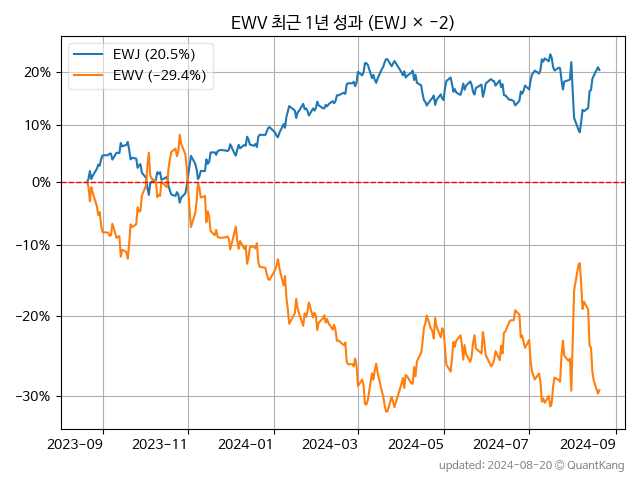 EWV 최근 1년 성과 (EWJ × −2)
EWJ (20.5%)
EWV (−29.4%)
20%
10%
0%
−10%
−20%
−30%
2023-09 2023-11 2024-01 2024-03 2024-05 2024-07 2024-09
updated: 2024-08-20 © QuantKang